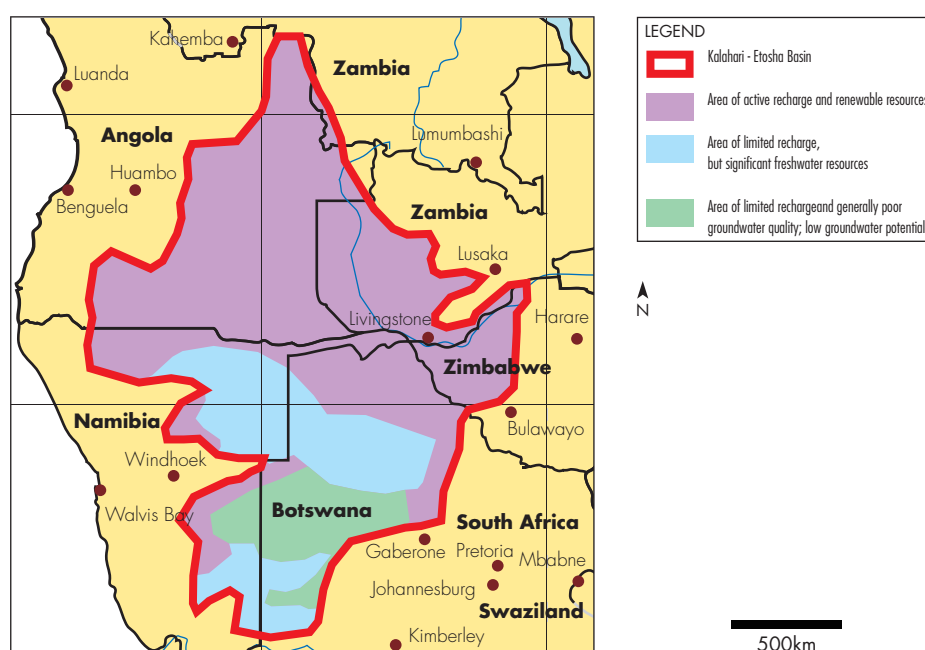 Kahemba
Zambia
Luanda
Angola
Lumumbashi
Huambo
Benguela
Zambia
Lusaka
Livingstone
Harare
Zimbabwe
Namibia
Bulawayo
Windhoek
Walvis Bay
Botswana
South Africa
Gaberone
Pretoria
Mbabne
Johannesburg
Swaziland
Kimberley
LEGEND
Kalahari - Etosha Basin
Area of active recharge and renewable resources
Area of limited recharge,
but significant freshwater resources
Area of limited rechargeand generally poor
groundwater quality; low groundwater potential
N
500km